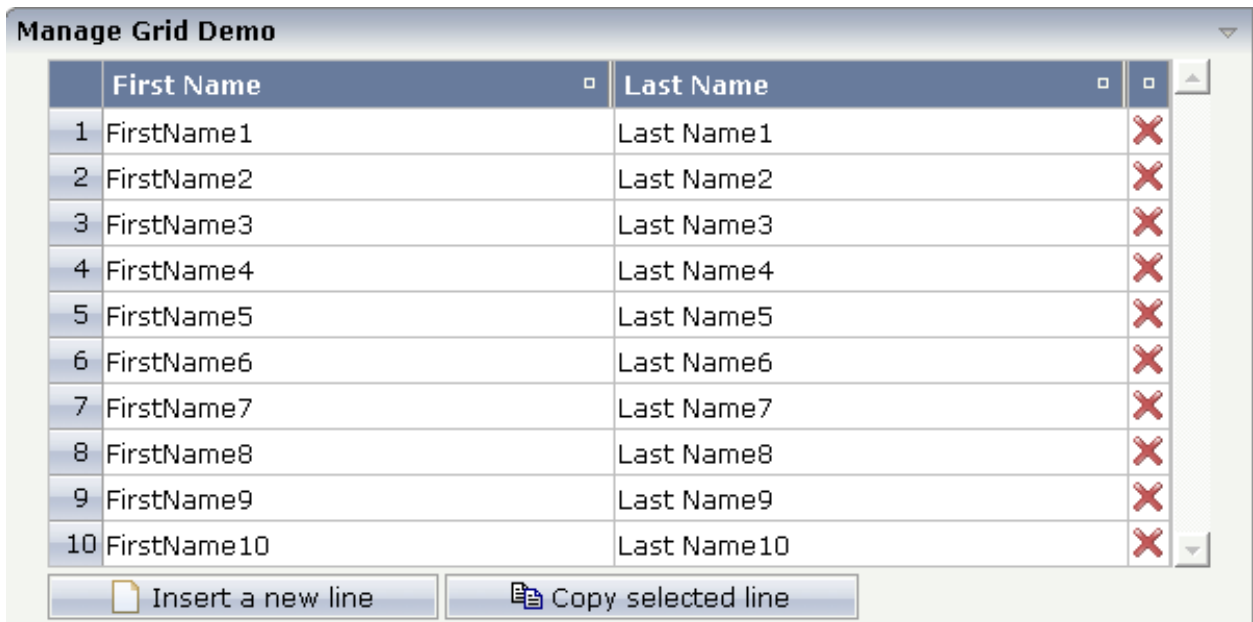 Manage Grid Demo
First Name Last Name
1 FirstName1 Last Name1
2 FirstName2 Last Name2
3 FirstName3 Last Name3
4 FirstName4 Last Name4
5 FirstName5 Last Name5
6 FirstName6 Last Name6
7 FirstName7 Last Name7
8 FirstName8 Last Name8
9 FirstName9 Last Name9
10 FirstName10 Last Name10
Insert a new line Copy selected line